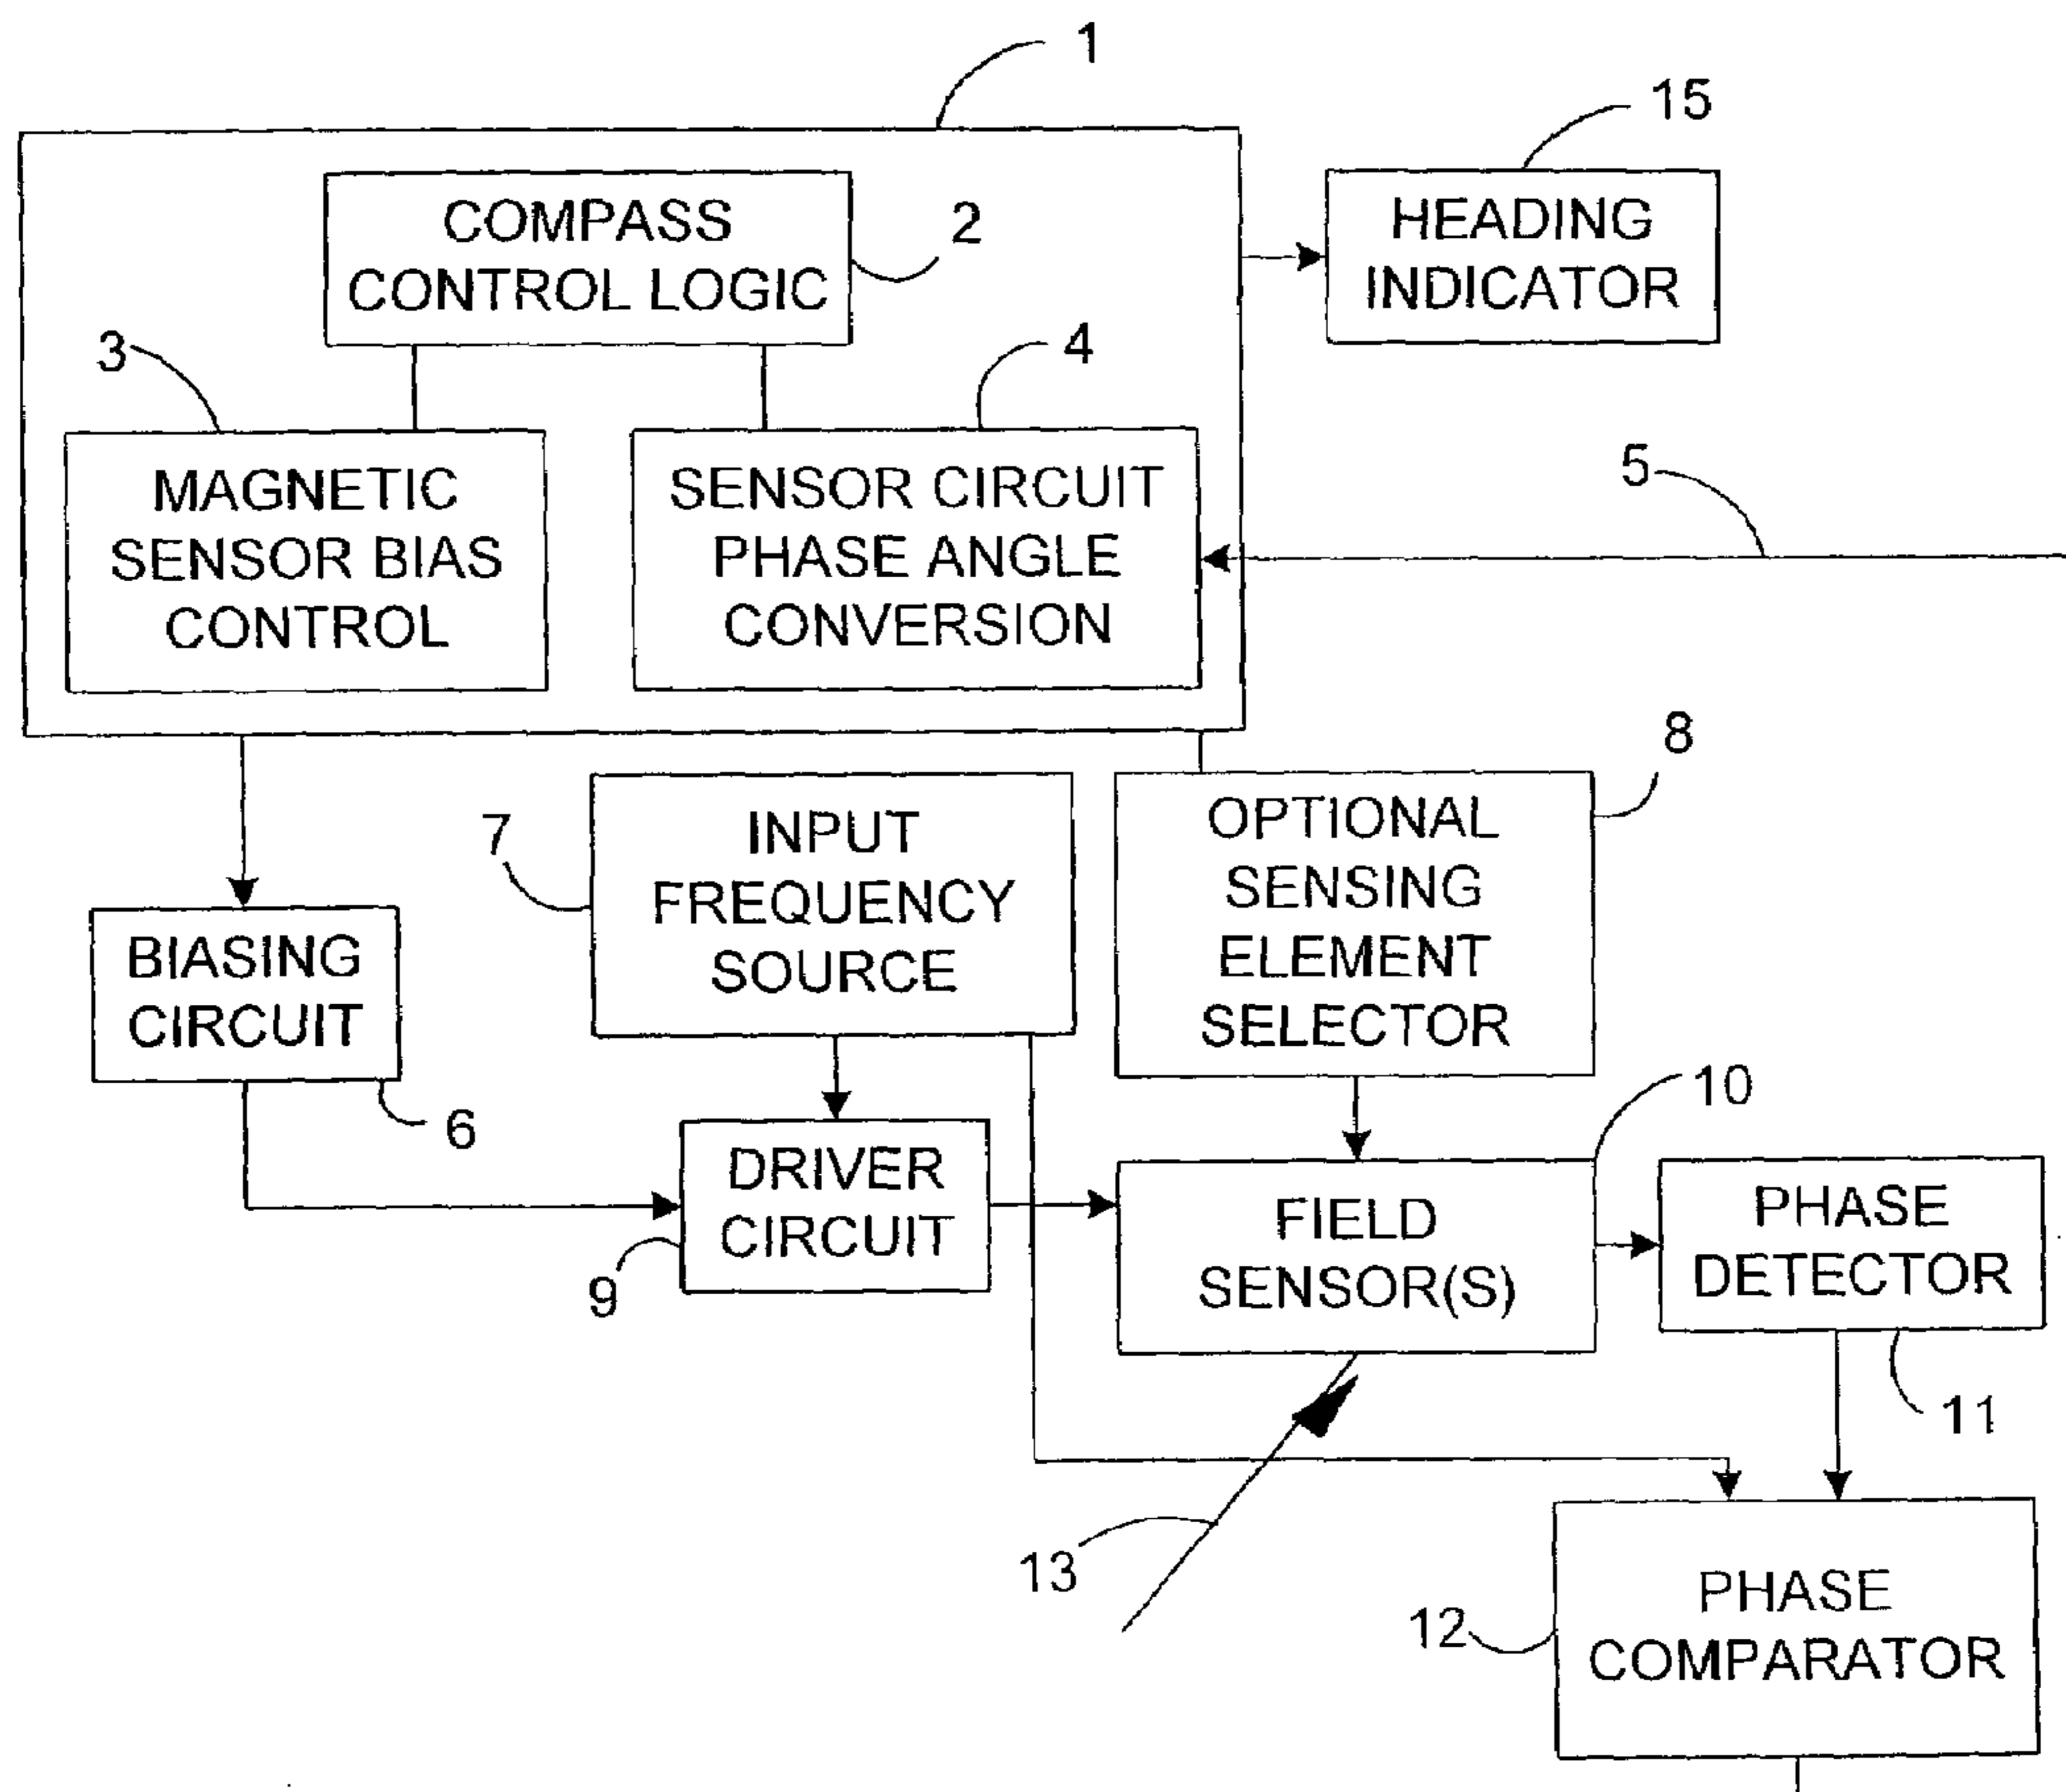 1
15
COMPASS
CONTROL LOGIC
2
HEADING
INDICATOR
3
4
MAGNETIC
SENSOR BIAS
CONTROL
SENSOR CIRCUIT
PHASE ANGLE
CONVERSION
5
8
7
INPUT
FREQUENCY
SOURCE
OPTIONAL
SENSING
ELEMENT
SELECTOR
BIASING
CIRCUIT
6
10
DRIVER
CIRCUIT
9
FIELD
SENSOR(S)
PHASE
DETECTOR
11
13
12
PHASE
COMPARATOR